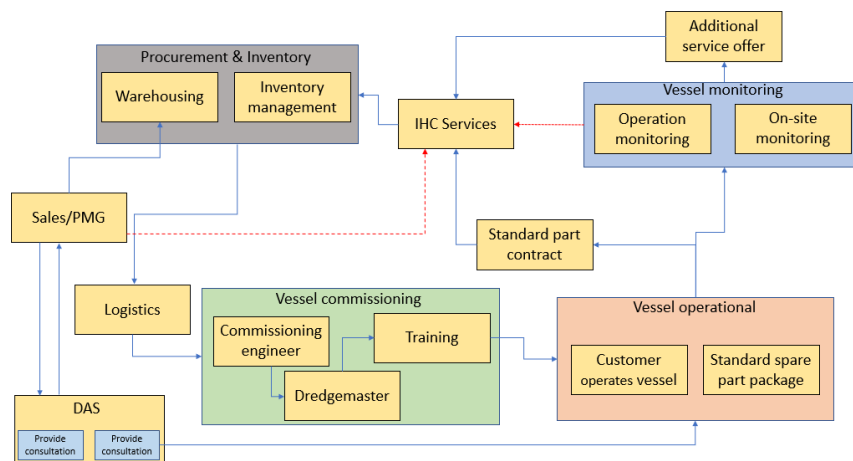 Additional
service offer
Procurement & Inventory
Warehousing
Inventory
management
IHC Services
Vessel monitoring
Operation
monitoring
On-site
monitoring
Sales/PMG
Standard part
contract
Logistics
Vessel commissioning
Commissioning
engineer
Training
Dredgemaster
Vessel operational
Customer
operates vessel
Standard spare
part package
DAS
Provide
consultation
Provide
consultation